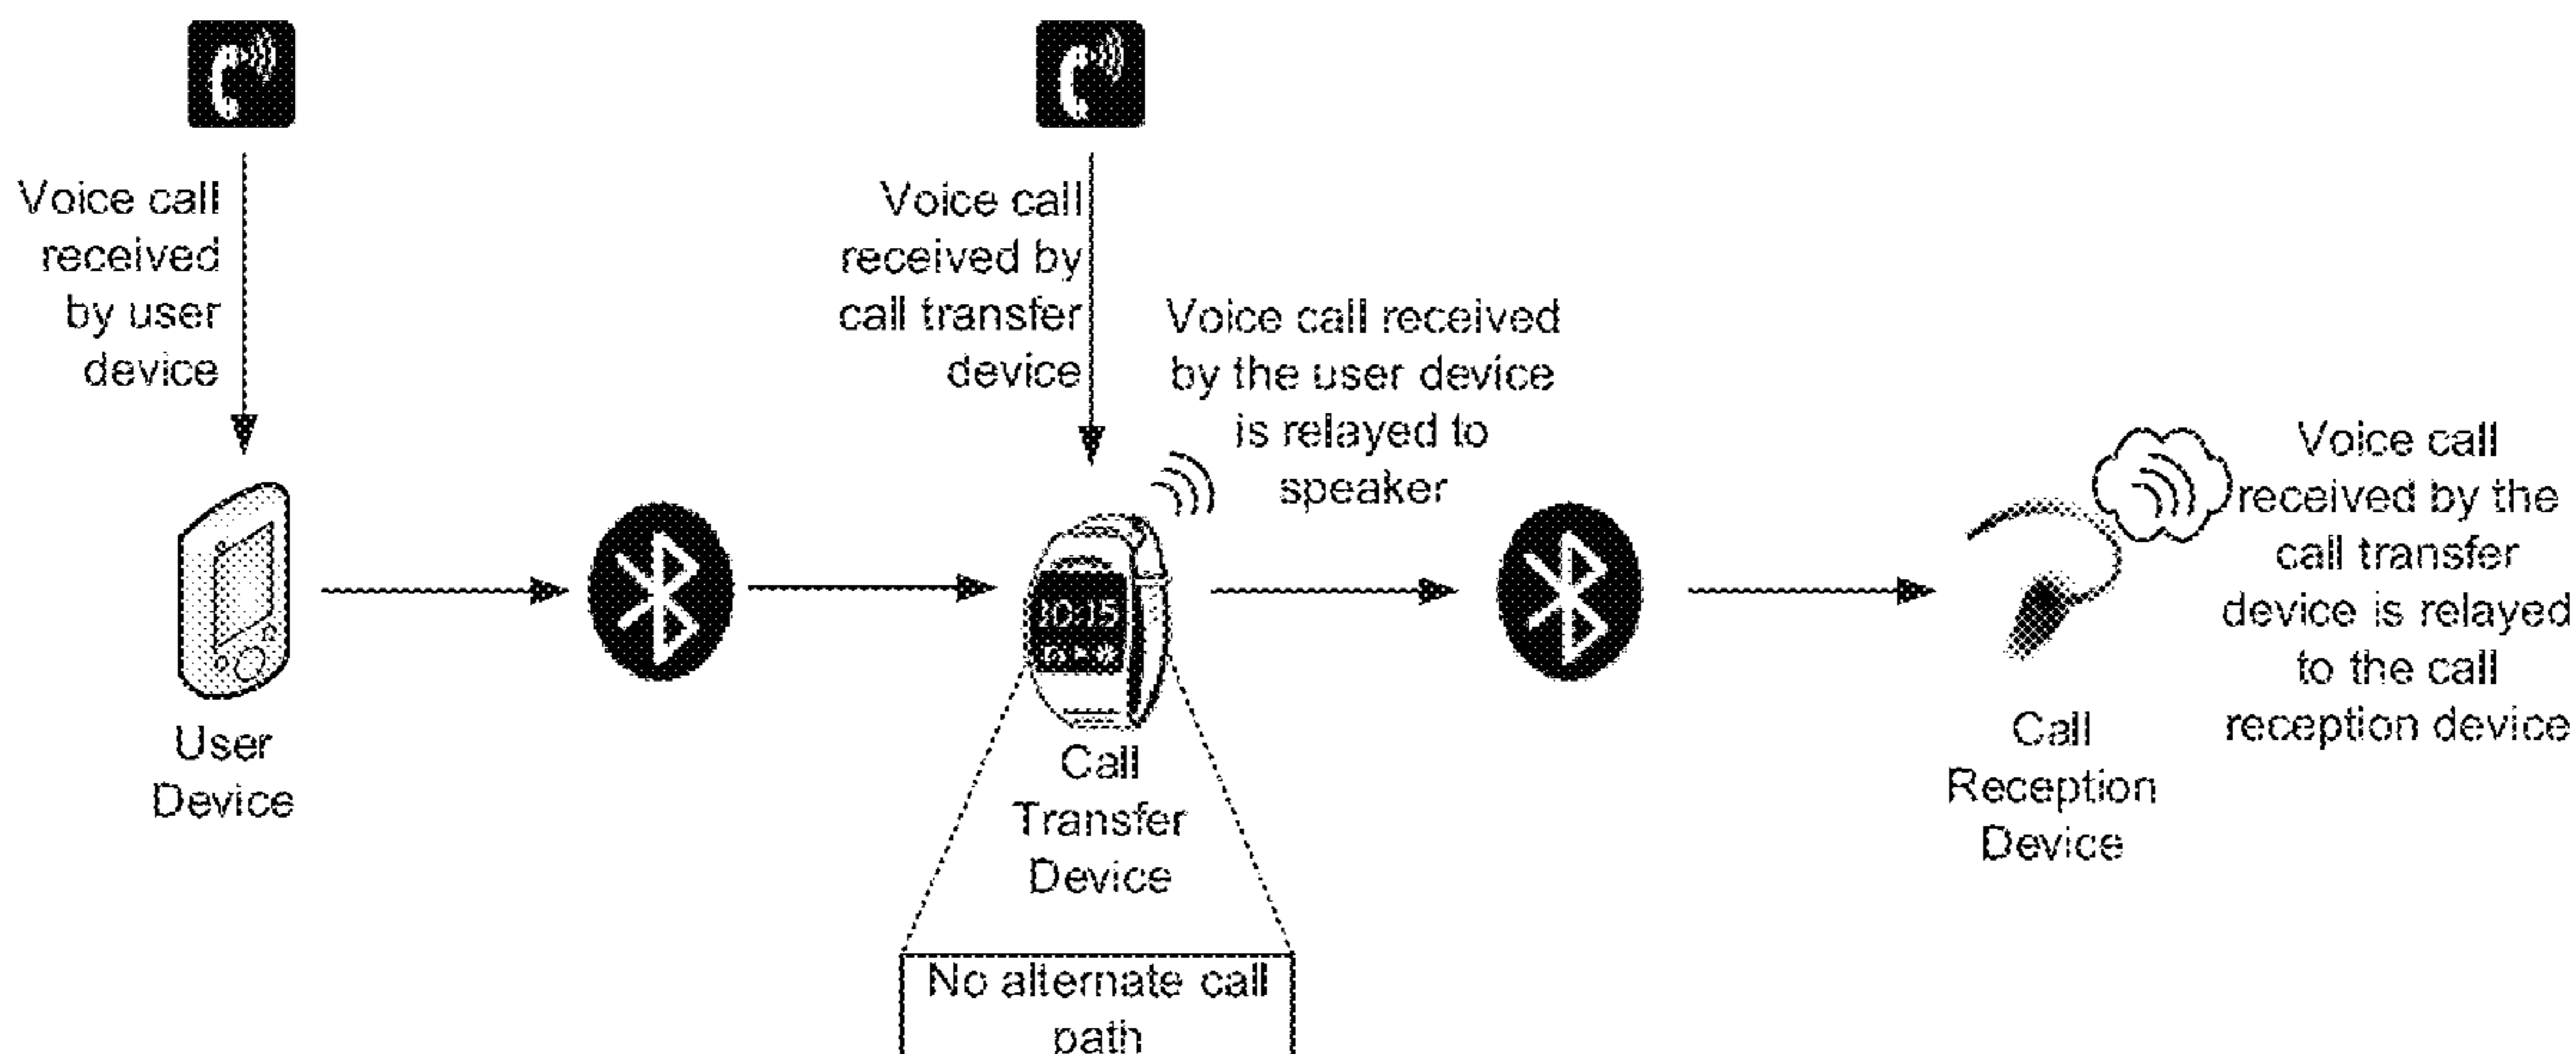 Voice call
received
by user
device
Voice call
received by
call transfer
device
Voice call received
by the user device
is relayed to
speaker
Voice call
received by the
call transfer
device is relayed
to the call
reception device
10:15
User
Device
Call
Transfer
Device
Call
Reception
Device
No alternate call
path